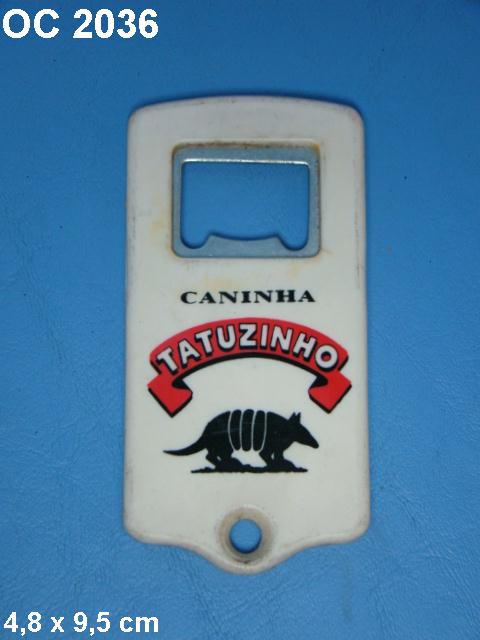 OC 2036
CANINHA
TATUZINHO
4,8 x 9,5 cm